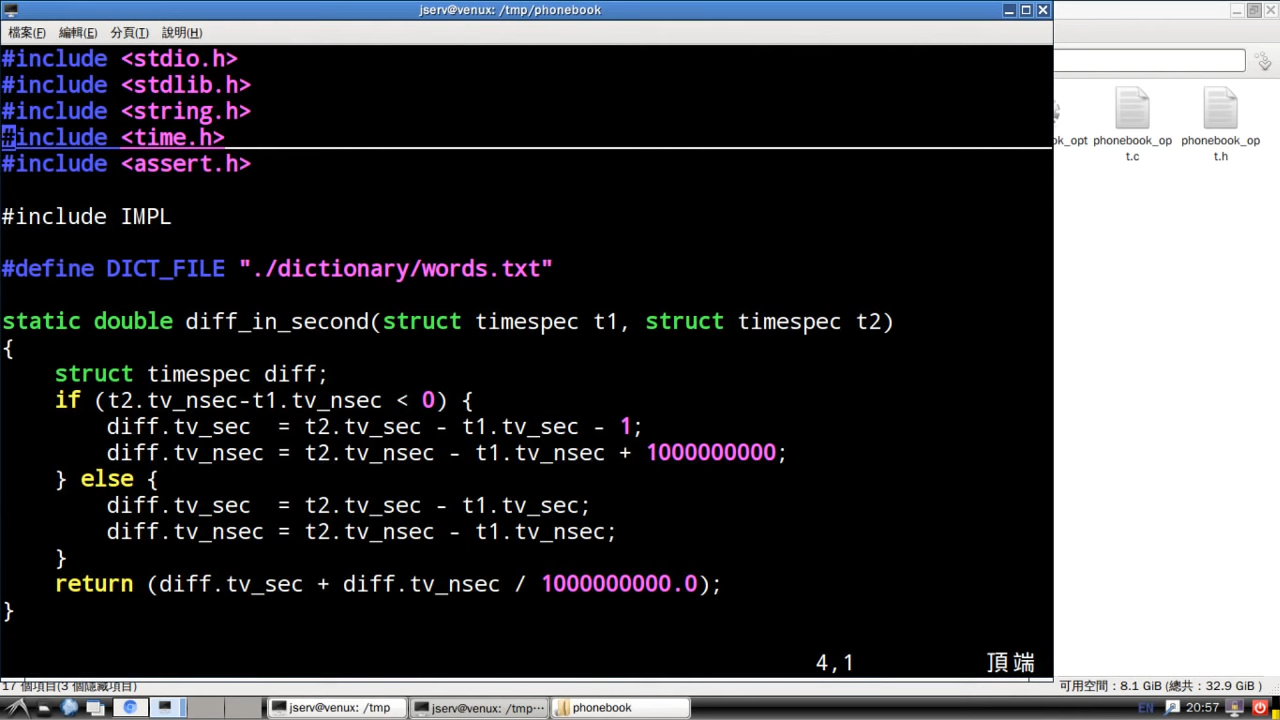 jserv@venux: /tmp/phonebook
檔案(F) 編輯(E) 分頁(T) 說明(H)
#include <stdio.h>
#include <stdlib.h>
#include <string.h>
#include <time.h>
#include <assert.h>
#include IMPL
#define DICT_FILE "./dictionary/words.txt"
static double diff_in_second(struct timespec t1, struct timespec t2)
{
    struct timespec diff;
    if (t2.tv_nsec-t1.tv_nsec < 0) {
        diff.tv_sec  = t2.tv_sec - t1.tv_sec - 1;
        diff.tv_nsec = t2.tv_nsec - t1.tv_nsec + 1000000000;
    } else {
        diff.tv_sec  = t2.tv_sec - t1.tv_sec;
        diff.tv_nsec = t2.tv_nsec - t1.tv_nsec;
    }
    return (diff.tv_sec + diff.tv_nsec / 1000000000.0);
}
4,1 頂端
ok_opt
phonebook_op
t.c
phonebook_op
t.h
17 個項目(3 個隱藏項目)
可用空間：8.1 GiB (總共：32.9 GiB )
jserv@venux: /tmp
jserv@venux: /tmp···
phonebook
EN
20:57